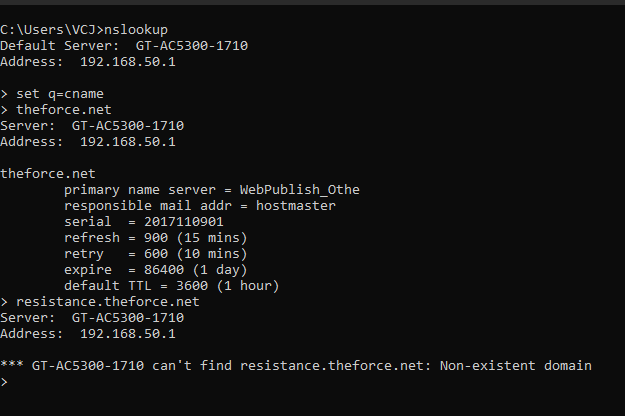 C:\Users\VCJ>nslookup
Default Server:  GT-AC5300-1710
Address:  192.168.50.1
> set q=cname
> theforce.net
Server:  GT-AC5300-1710
Address:  192.168.50.1
theforce.net
        primary name server = WebPublish_Othe
        responsible mail addr = hostmaster
        serial  = 2017110901
        refresh = 900 (15 mins)
        retry   = 600 (10 mins)
        expire  = 86400 (1 day)
        default TTL = 3600 (1 hour)
> resistance.theforce.net
Server:  GT-AC5300-1710
Address:  192.168.50.1
*** GT-AC5300-1710 can't find resistance.theforce.net: Non-existent domain
>